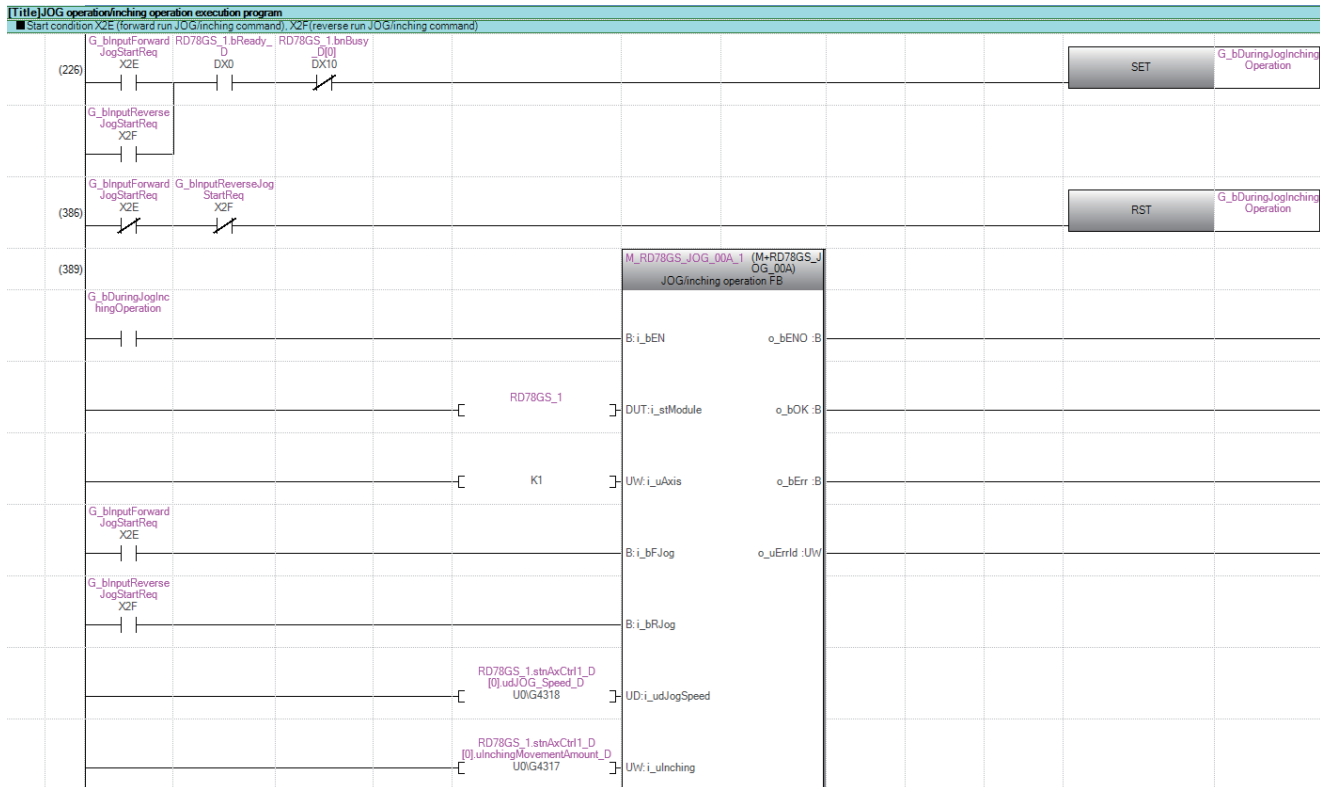 [Title]JOG operation/inching operation execution program
■Start condition X2E (forward run JOG/inching command), X2F(reverse run JOG/inching command)
G_bInputForward RD78GS_1.bReady_ RD78GS_1.bnBusy
JogStartReq D _D[0]
(226) X2E DX0 DX10 SET G_bDuringJogInching
Operation
G_bInputReverse
JogStartReq
X2F
G_bInputForward G_bInputReverseJog
JogStartReq StartReq
(386) X2E X2F RST G_bDuringJogInching
Operation
(389) M_RD78GS_JOG_00A_1 (M+RD78GS_J
OG_00A)
JOG/inching operation FB
G_bDuringJogInc
hingOperation
B:i_bEN o_bENO :B
RD78GS_1
DUT:i_stModule o_bOK :B
K1 UW:i_uAxis o_bErr :B
G_bInputForward
JogStartReq
X2E
B:i_bFJog o_uErrId :UW
G_bInputReverse
JogStartReq
X2F
B:i_bRJog
RD78GS_1.stnAxCtrl1_D
[0].udJOG_Speed_D
U0\G4318 UD:i_udJogSpeed
RD78GS_1.stnAxCtrl1_D
[0].uInchingMovementAmount_D
U0\G4317 UW:i_uInching